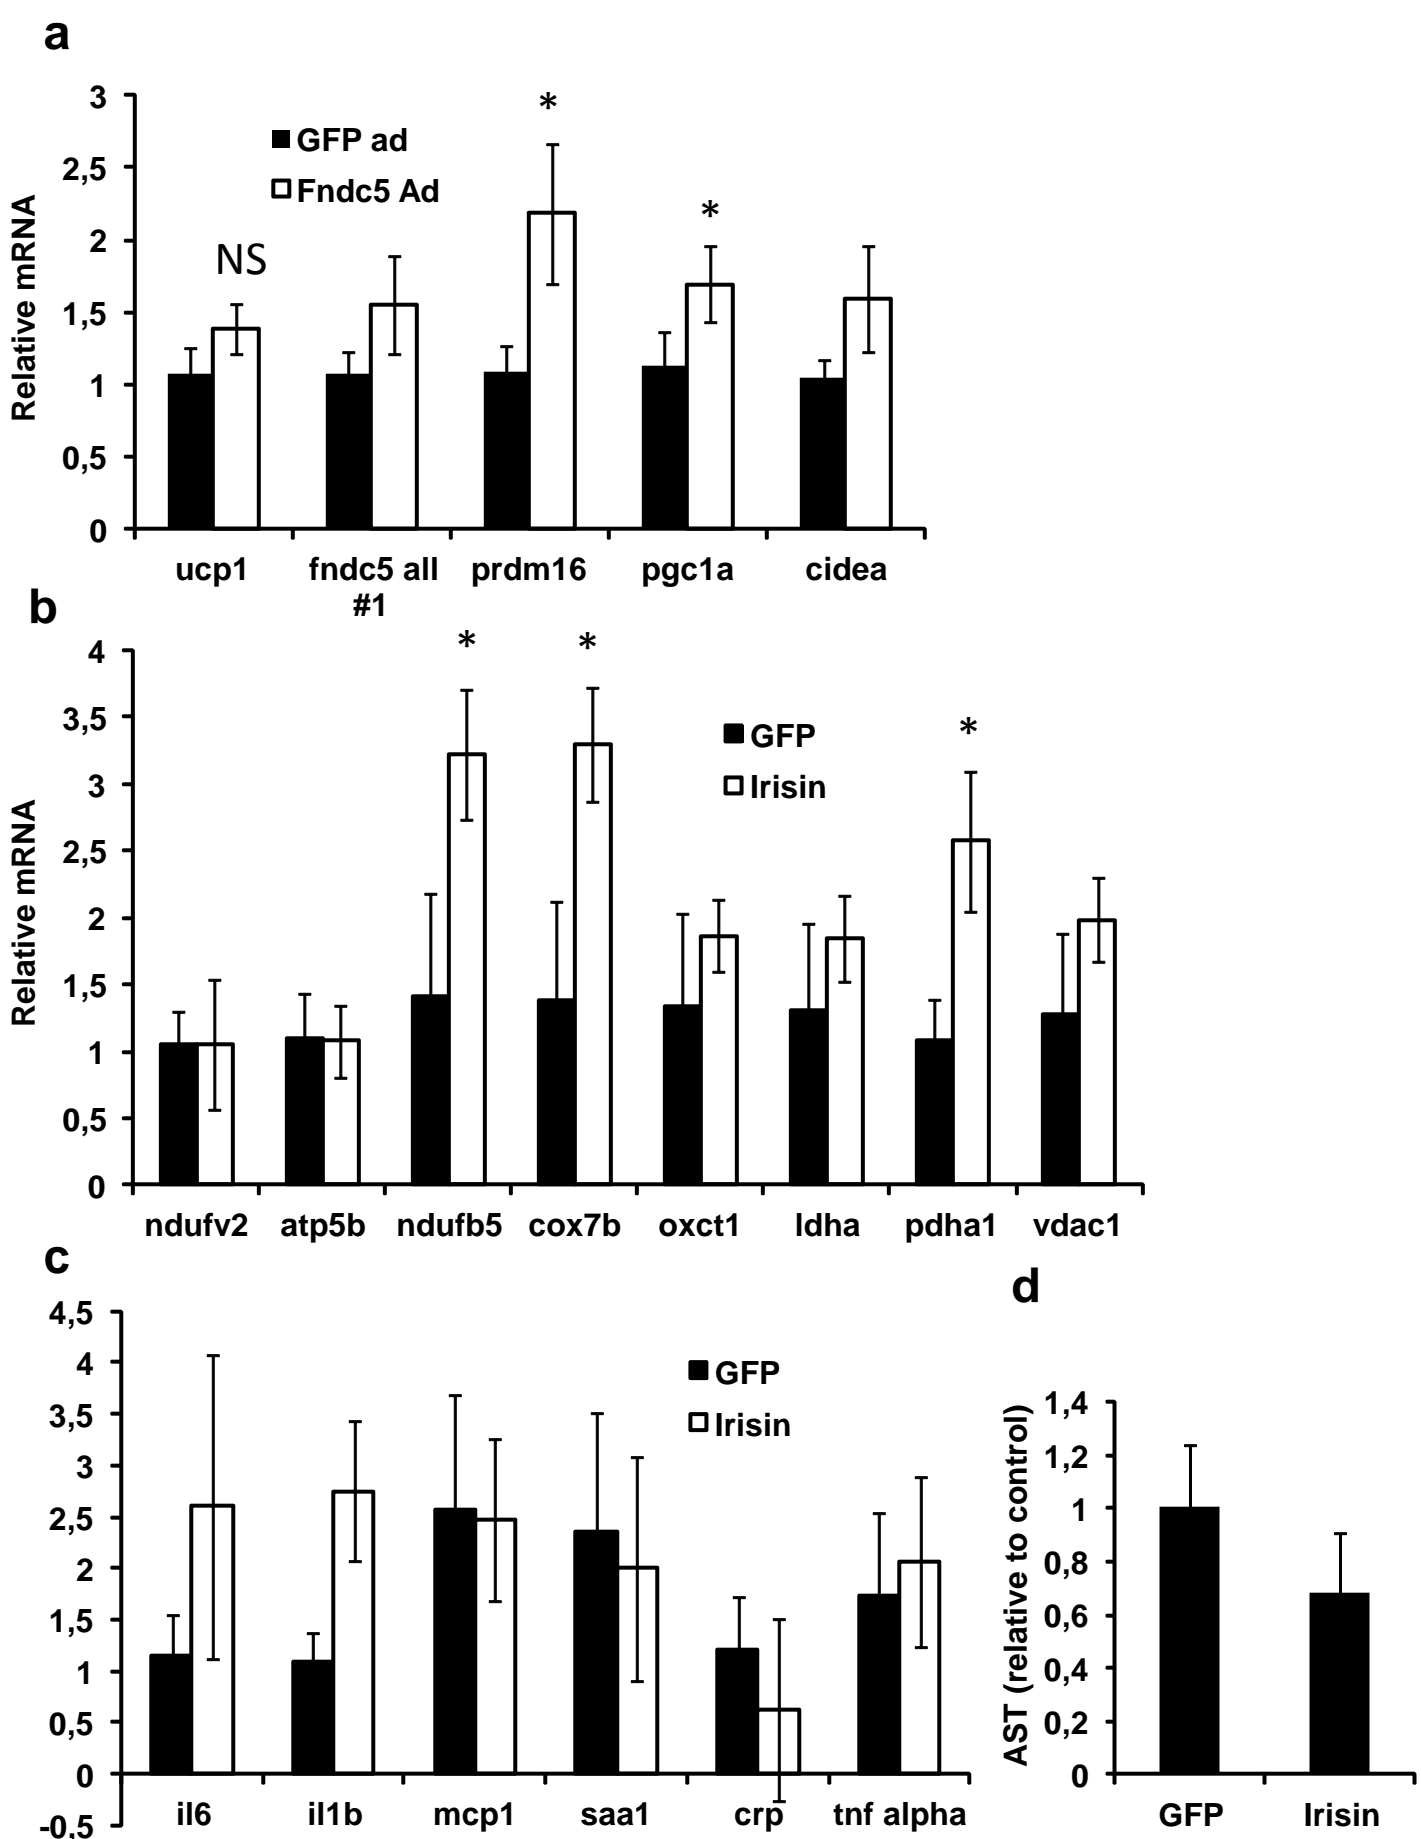 a
3
2,5
2
1,5
1
0,5
0
Relative mRNA
GFP ad
Fndc5 Ad
NS
*
*
ucp1
fndc5 all #1
prdm16
pgc1a
cidea
b
4
3,5
3
2,5
2
1,5
1
0,5
0
Relative mRNA
*
*
*
GFP
Irisin
ndufv2
atp5b
ndufb5
cox7b
oxct1
ldha
pdha1
vdac1
c
4,5
4
3,5
3
2,5
2
1,5
1
0,5
0
-0,5
GFP
Irisin
il6
il1b
mcp1
saa1
crp
tnf alpha
d
1,4
1,2
1
0,8
0,6
0,4
0,2
0
AST (relative to control)
GFP
Irisin